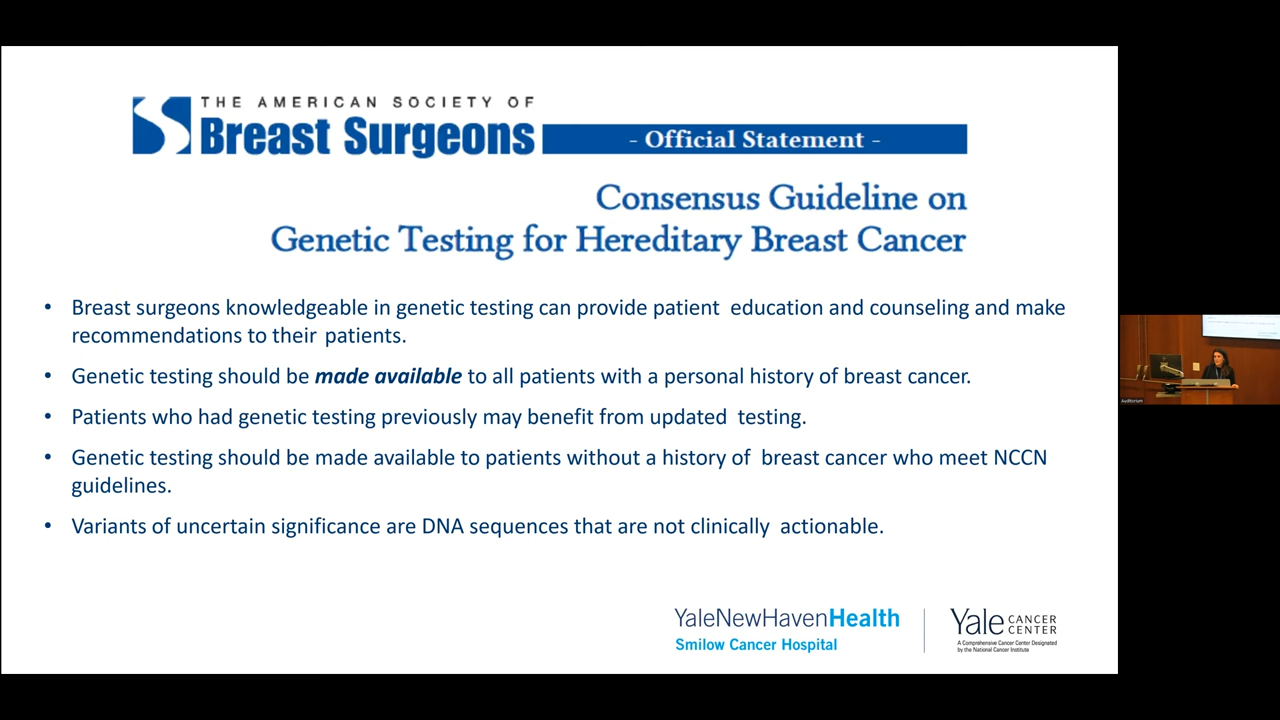 THE AMERICAN SOCIETY OF
Breast Surgeons
- Official Statement -
Consensus Guideline on
Genetic Testing for Hereditary Breast Cancer
• Breast surgeons knowledgeable in genetic testing can provide patient education and counseling and make
recommendations to their patients.
• Genetic testing should be made available to all patients with a personal history of breast cancer.
• Patients who had genetic testing previously may benefit from updated testing.
• Genetic testing should be made available to patients without a history of breast cancer who meet NCCN
guidelines.
• Variants of uncertain significance are DNA sequences that are not clinically actionable.
YaleNewHavenHealth
Smilow Cancer Hospital
Yale CANCER
CENTER
A Comprehensive Cancer Center Designated
by the National Cancer Institute
Auditorium